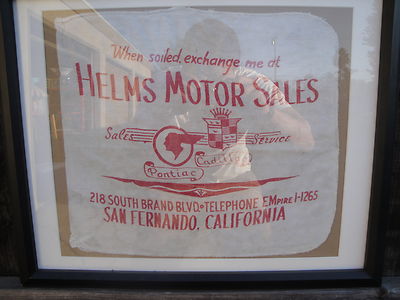 When soiled, exchange me at
HELMS MOTOR SALES
Sales Service
Cadillac
Pontiac
218 SOUTH BRAND BLVD. TELEPHONE EMpire 1-1265
SAN FERNANDO, CALIFORNIA